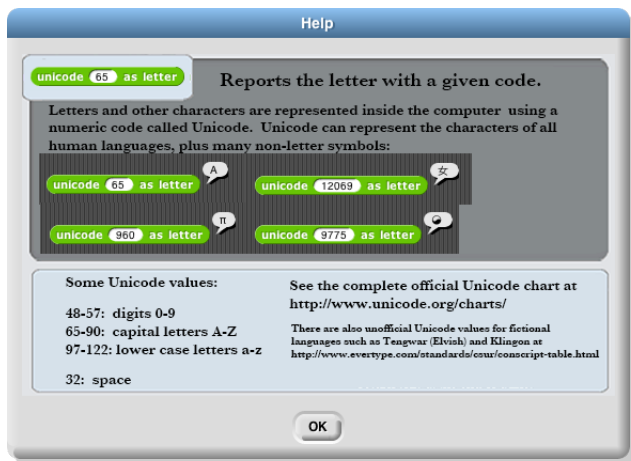 Help
unicode 65 as letter
Reports the letter with a given code.
Letters and other characters are represented inside the computer using a
numeric code called Unicode. Unicode can represent the characters of all
human languages, plus many non-letter symbols:
unicode 65 as letter A
unicode 12069 as letter 女
unicode 960 as letter π
unicode 9775 as letter
Some Unicode values:
48-57: digits 0-9
65-90: capital letters A-Z
97-122: lower case letters a-z
32: space
See the complete official Unicode chart at
http://www.unicode.org/charts/
There are also unofficial Unicode values for fictional
languages such as Tengwar (Elvish) and Klingon at
http://www.evertype.com/standards/csur/conscript-table.html
OK